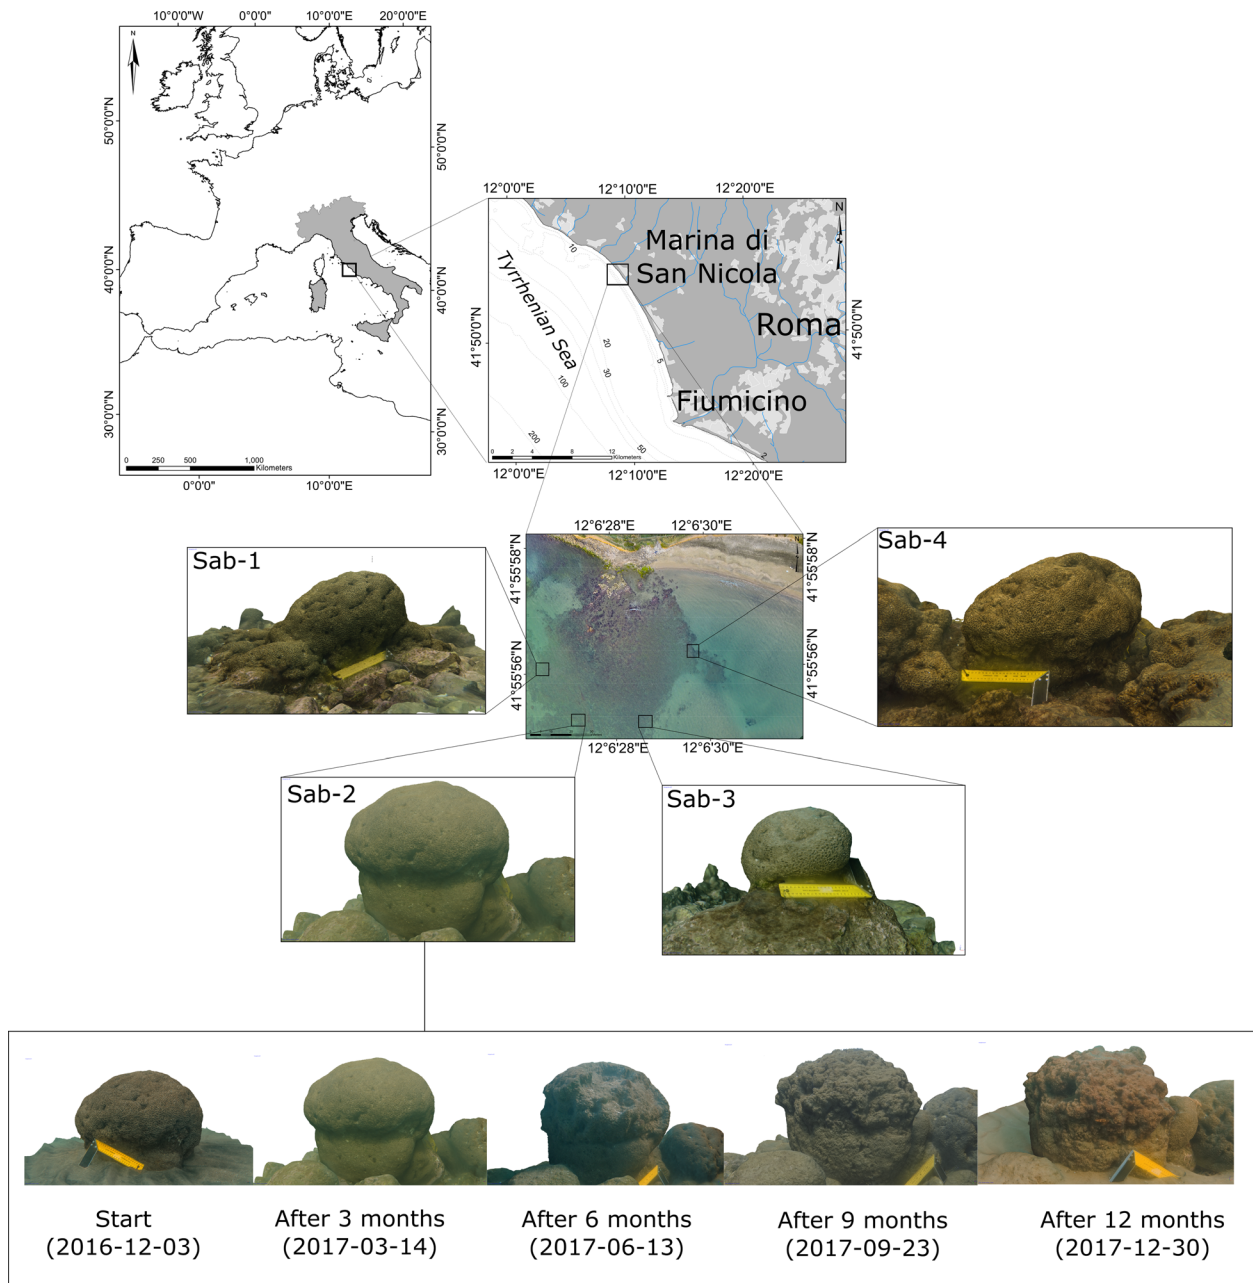 10°0'0"W 0°0'0" 10°0'0"E 20°0'0"E
N
50°0'0"N
50°0'0"N
40°0'0"N
40°0'0"N
30°0'0"N
30°0'0"N
0 250 500 1,000
Kilometers
0°0'0" 10°0'0"E
12°0'0"E 12°10'0"E 12°20'0"E
N
Marina di
San Nicola
Tyrrhenian Sea
Roma
Fiumicino
41°50'0"N
41°50'0"N
10
20
30
5
100
200
50
2
0 2 4 8 12
Kilometers
12°0'0"E 12°10'0"E 12°20'0"E
12°6'28"E 12°6'30"E
41°55'58"N
41°55'58"N
41°55'56"N
41°55'56"N
12°6'28"E 12°6'30"E
Sab-1
Sab-4
Sab-2
Sab-3
Start
(2016-12-03)
After 3 months
(2017-03-14)
After 6 months
(2017-06-13)
After 9 months
(2017-09-23)
After 12 months
(2017-12-30)